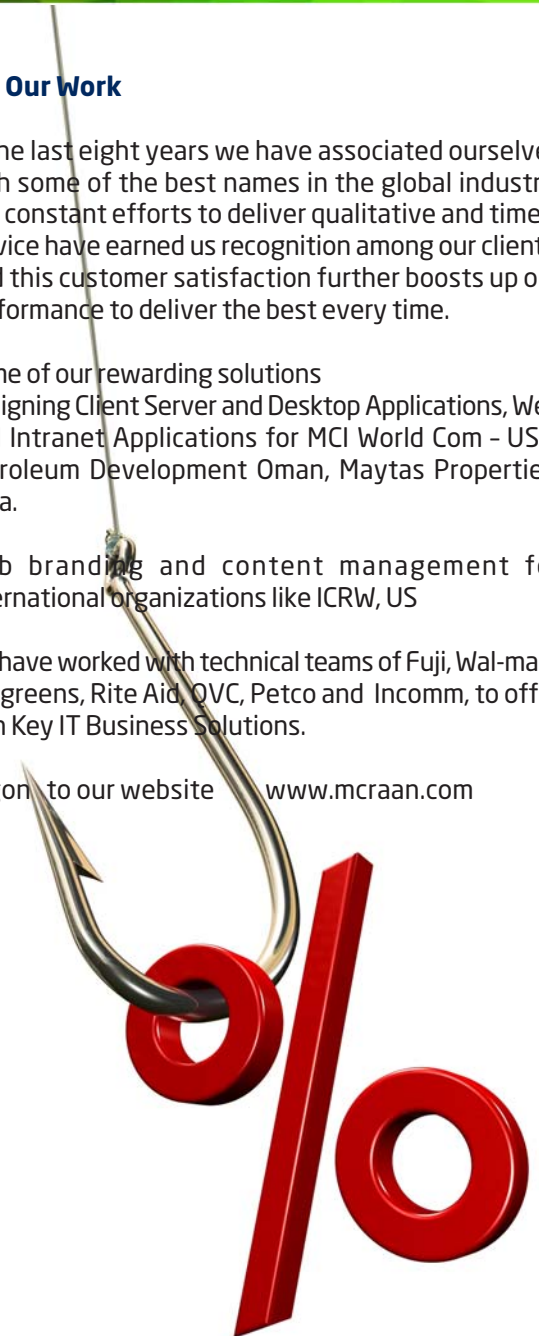 Our Work
he last eight years we have associated ourselve
h some of the best names in the global industr
constant efforts to deliver qualitative and time
vice have earned us recognition among our client
d this customer satisfaction further boosts up o
formance to deliver the best every time.
me of our rewarding solutions
igning Client Server and Desktop Applications, We
Intranet Applications for MCI World Com – US
roleum Development Oman, Maytas Propertie
a.
b branding and content management f
ernational organizations like ICRW, US
have worked with technical teams of Fuji, Wal-ma
greens, Rite Aid, QVC, Petco and Incomm, to off
n Key IT Business Solutions.
gon to our website www.mcraan.com
%